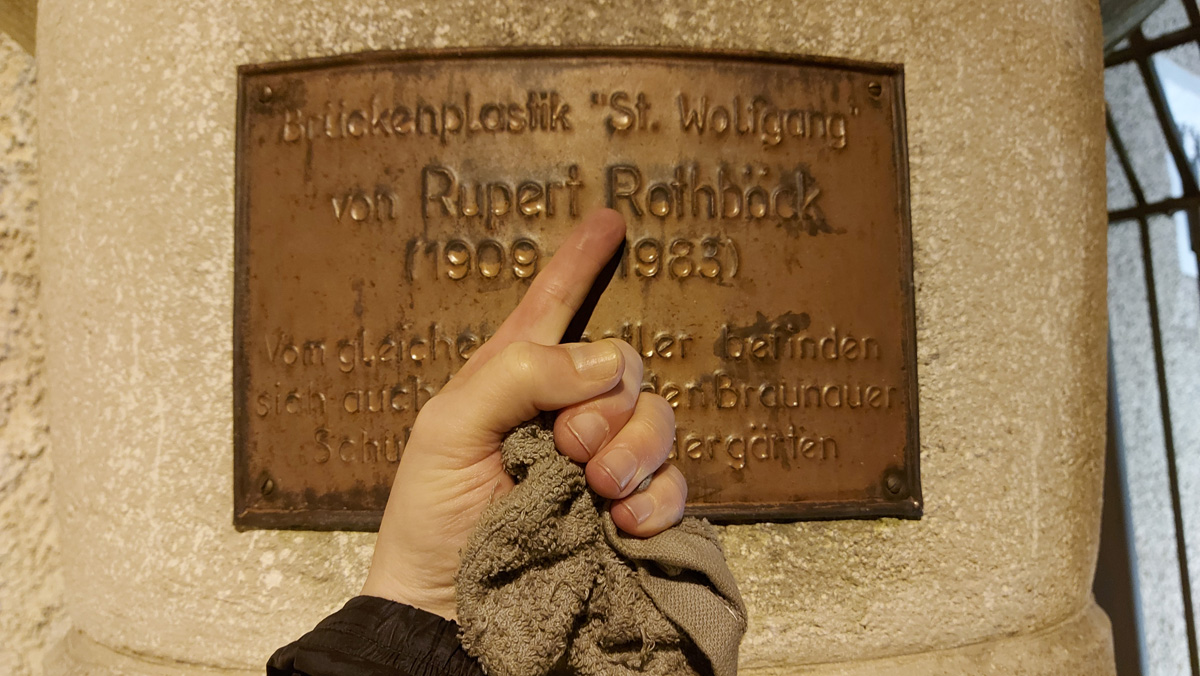 Brückenplastik "St. Wolfgang"
von Rupert Rothböck
(1909 1983)
Vom gleichen befinden
sich auch den Braunauer